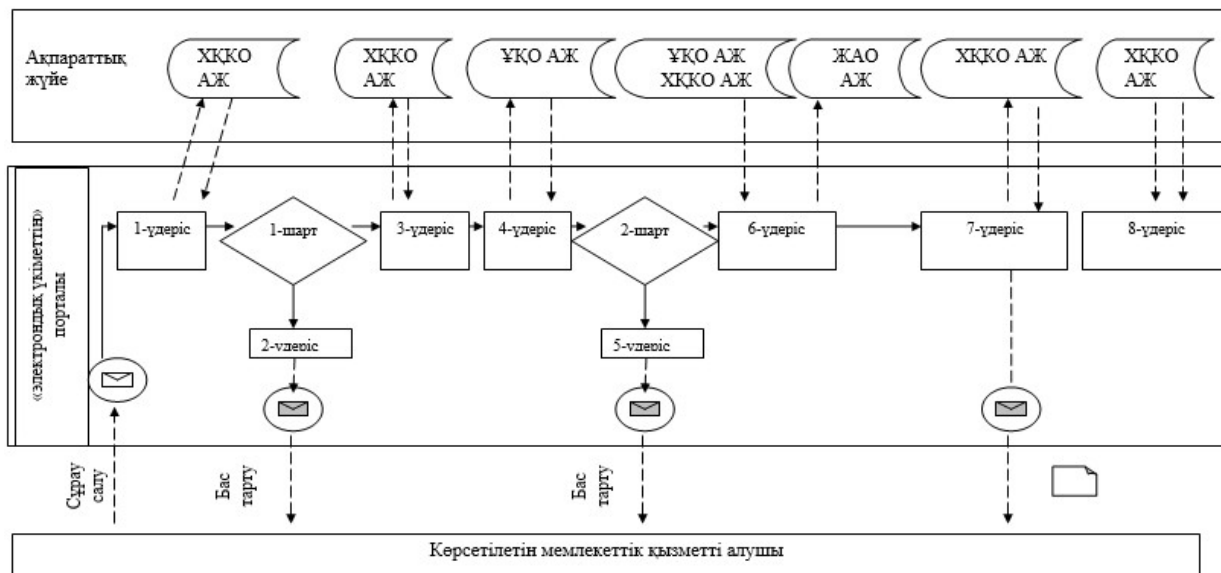 Ақпараттық
жүйе
ХҚКО
АЖ
ХҚКО
АЖ
ҰҚО АЖ
ҰҚО АЖ
ХҚКО АЖ
ЖАО
АЖ
ХҚКО АЖ
ХҚКО
АЖ
«электрондық үкіметтің»
порталы
1-үдеріс
1-шарт
3-үдеріс
4-үдеріс
2-шарт
6-үдеріс
7-үдеріс
8-үдеріс
2-үдеріс
5-үдеріс
Сұрау
салу
Бас
тарту
Бас
тарту
Көрсетілетін мемлекеттік қызметті алушы